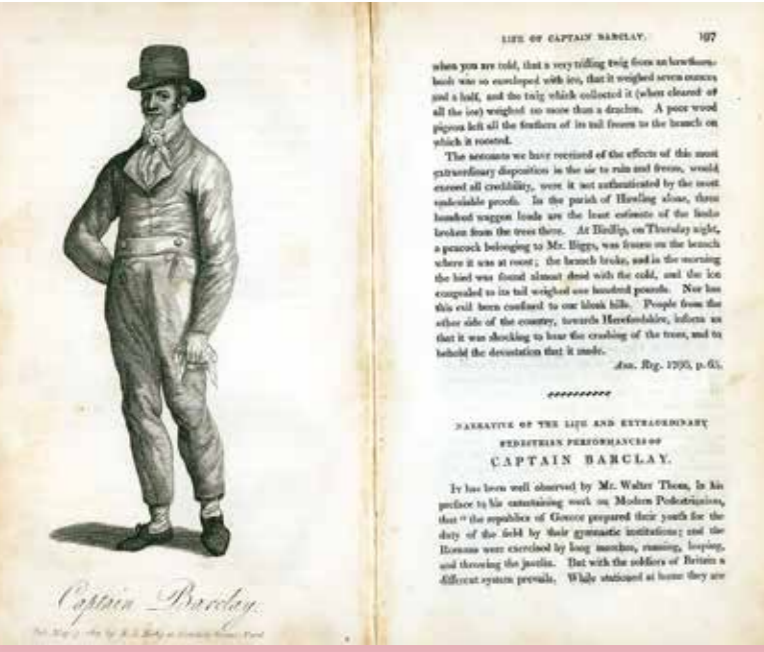 Captain Barclay.
LIFE OF CAPTAIN BARCLAY. 197
when you are told, that a very trifling twig from an hawthorn-
bush was so enveloped with ice, that it weighed seven ounces
and a half, and the twig which collected it (when cleared of
all the ice) weighed no more than a drachm. A poor wood
pigeon left all the feathers of its tail frozen to the branch on
which it roosted.
The accounts we have received of the effects of this most
extraordinary disposition in the air to rain and freeze, would
exceed all credibility, were it not authenticated by the most
undeniable proofs. In the parish of alone, three
hundred waggon loads are the least estimate of the limbs
broken from the trees there. At Birdlip, on Thursday night,
a peacock belonging to Mr. Biggs, was frozen on the branch
where it was at roost; the branch broke, and in the morning
the bird was found almost dead with the cold, and the ice
congealed to its tail weighed one hundred pounds. Nor has
this evil been confined to our bleak hills. People from the
other side of the country, towards Herefordshire, inform us
that it was shocking to hear the crashing of the trees, and to
behold the devastation that it made.
Ann. Reg. p. 65.
NARRATIVE OF THE LIFE AND EXTRAORDINARY
PEDESTRIAN PERFORMANCES OF
CAPTAIN BARCLAY.
IT has been well observed by Mr. Walter Thom, in his
preface to his entertaining work on Modern Pedestrianism,
that "the republics of Greece prepared their youth for the
duty of the field by their gymnastic institutions; and the
Romans were exercised by long marches, running, leaping,
and throwing the javelin. But with the soldiers of Britain a
different system prevails. While stationed at home they are